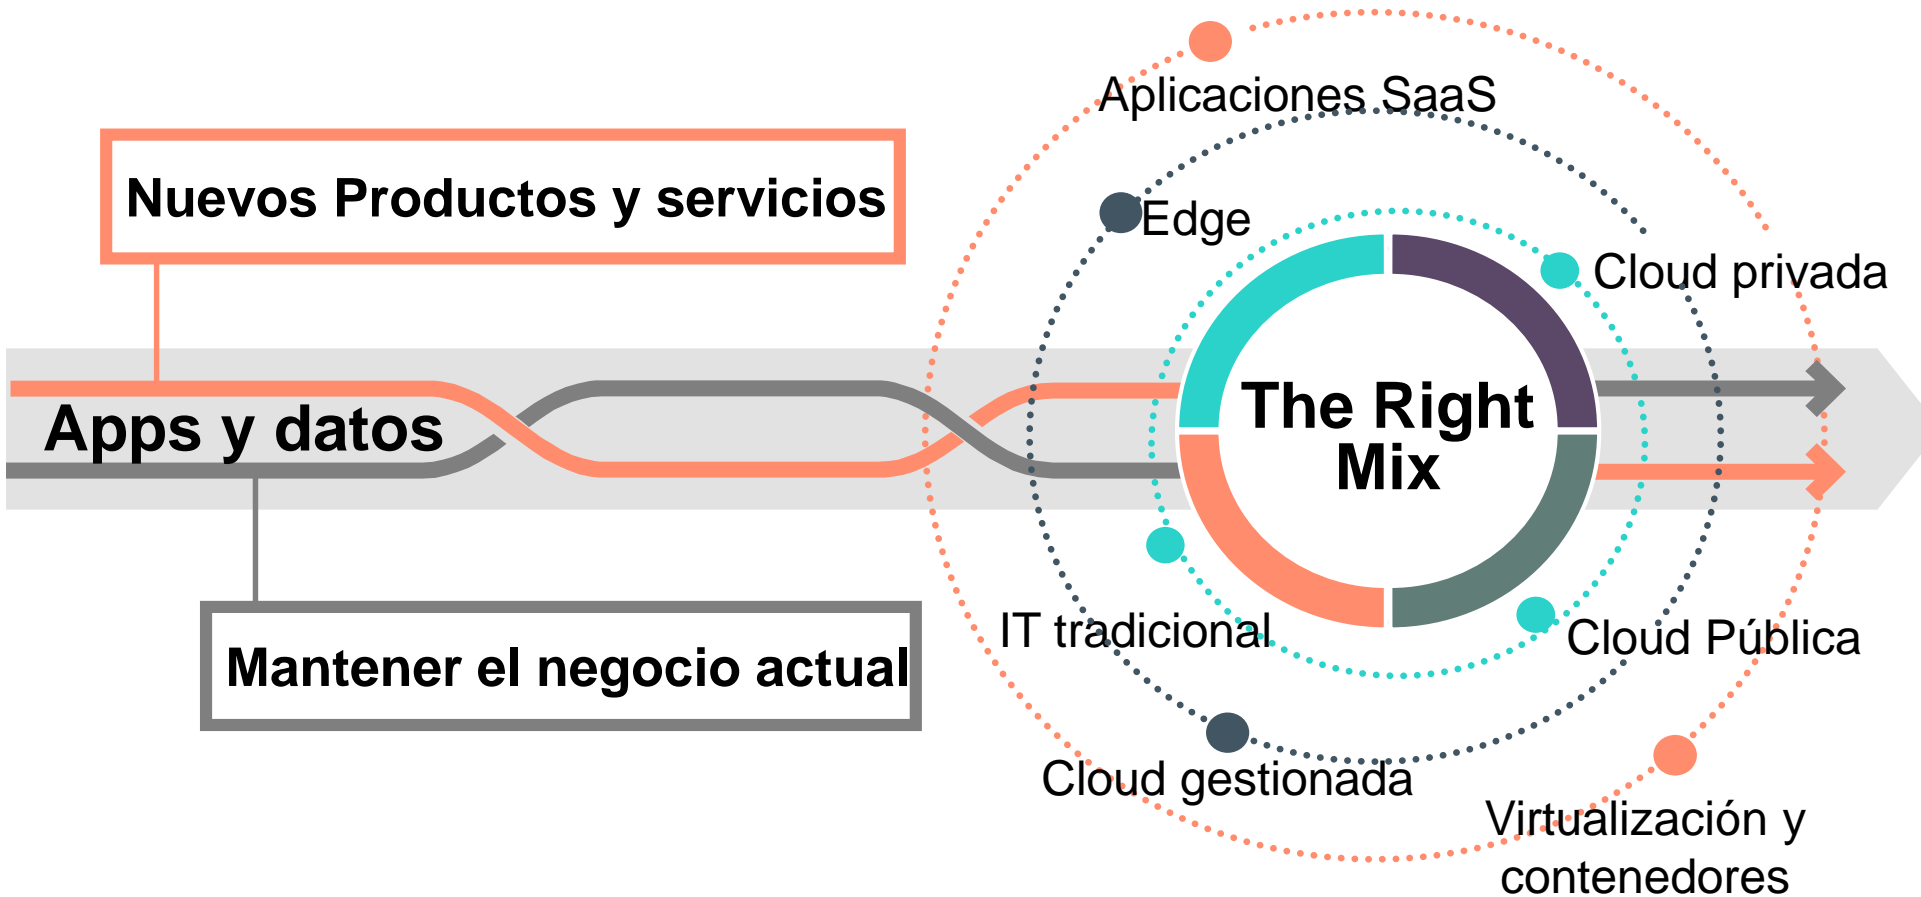 Aplicaciones SaaS
Nuevos Productos y servicios
Edge
Cloud privada
Apps y datos
The Right
Mix
IT tradicional
Cloud Pública
Mantener el negocio actual
Cloud gestionada
Virtualización y
contenedores